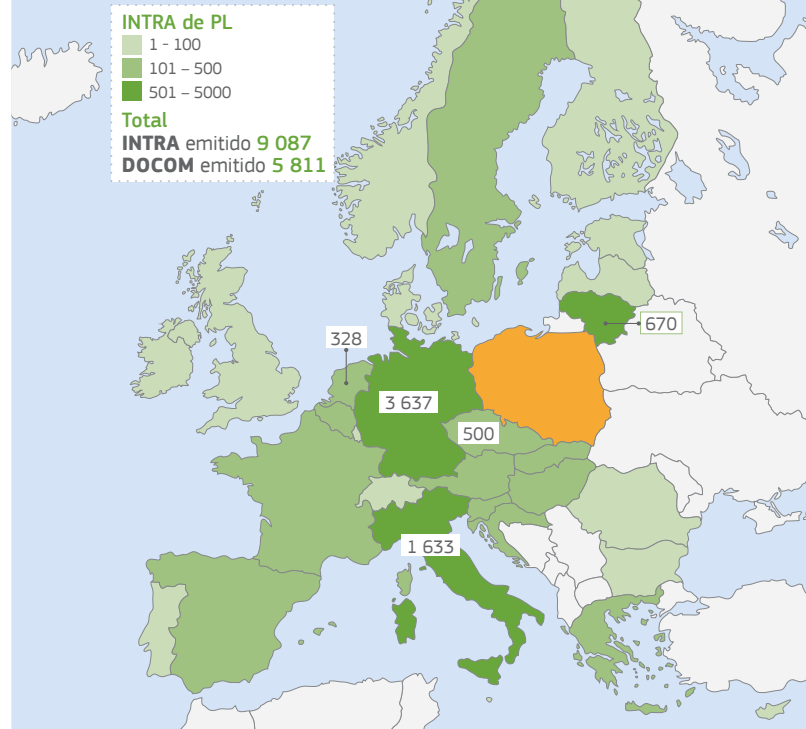 INTRA de PL
1 - 100
101 – 500
501 – 5000
Total
INTRA emitido 9 087
DOCOM emitido 5 811
328
670
3 637
500
1 633